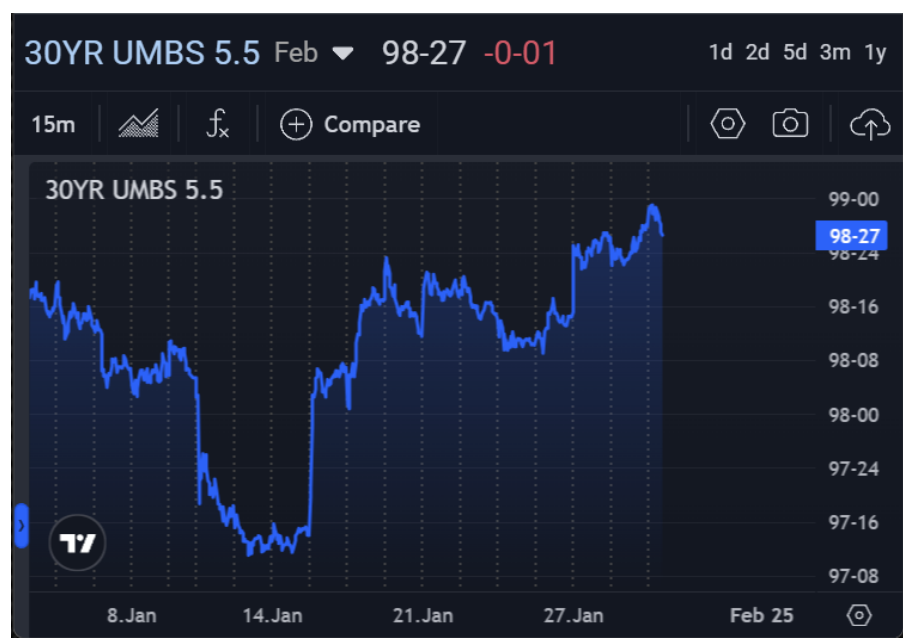 30YR UMBS 5.5 Feb 98-27 -0-01 1d 2d 5d 3m 1y
15m fx Compare
30YR UMBS 5.5
99-00
98-27
98-24
98-16
98-08
98-00
97-24
97-16
97-08
8.Jan 14.Jan 21.Jan 27.Jan Feb 25